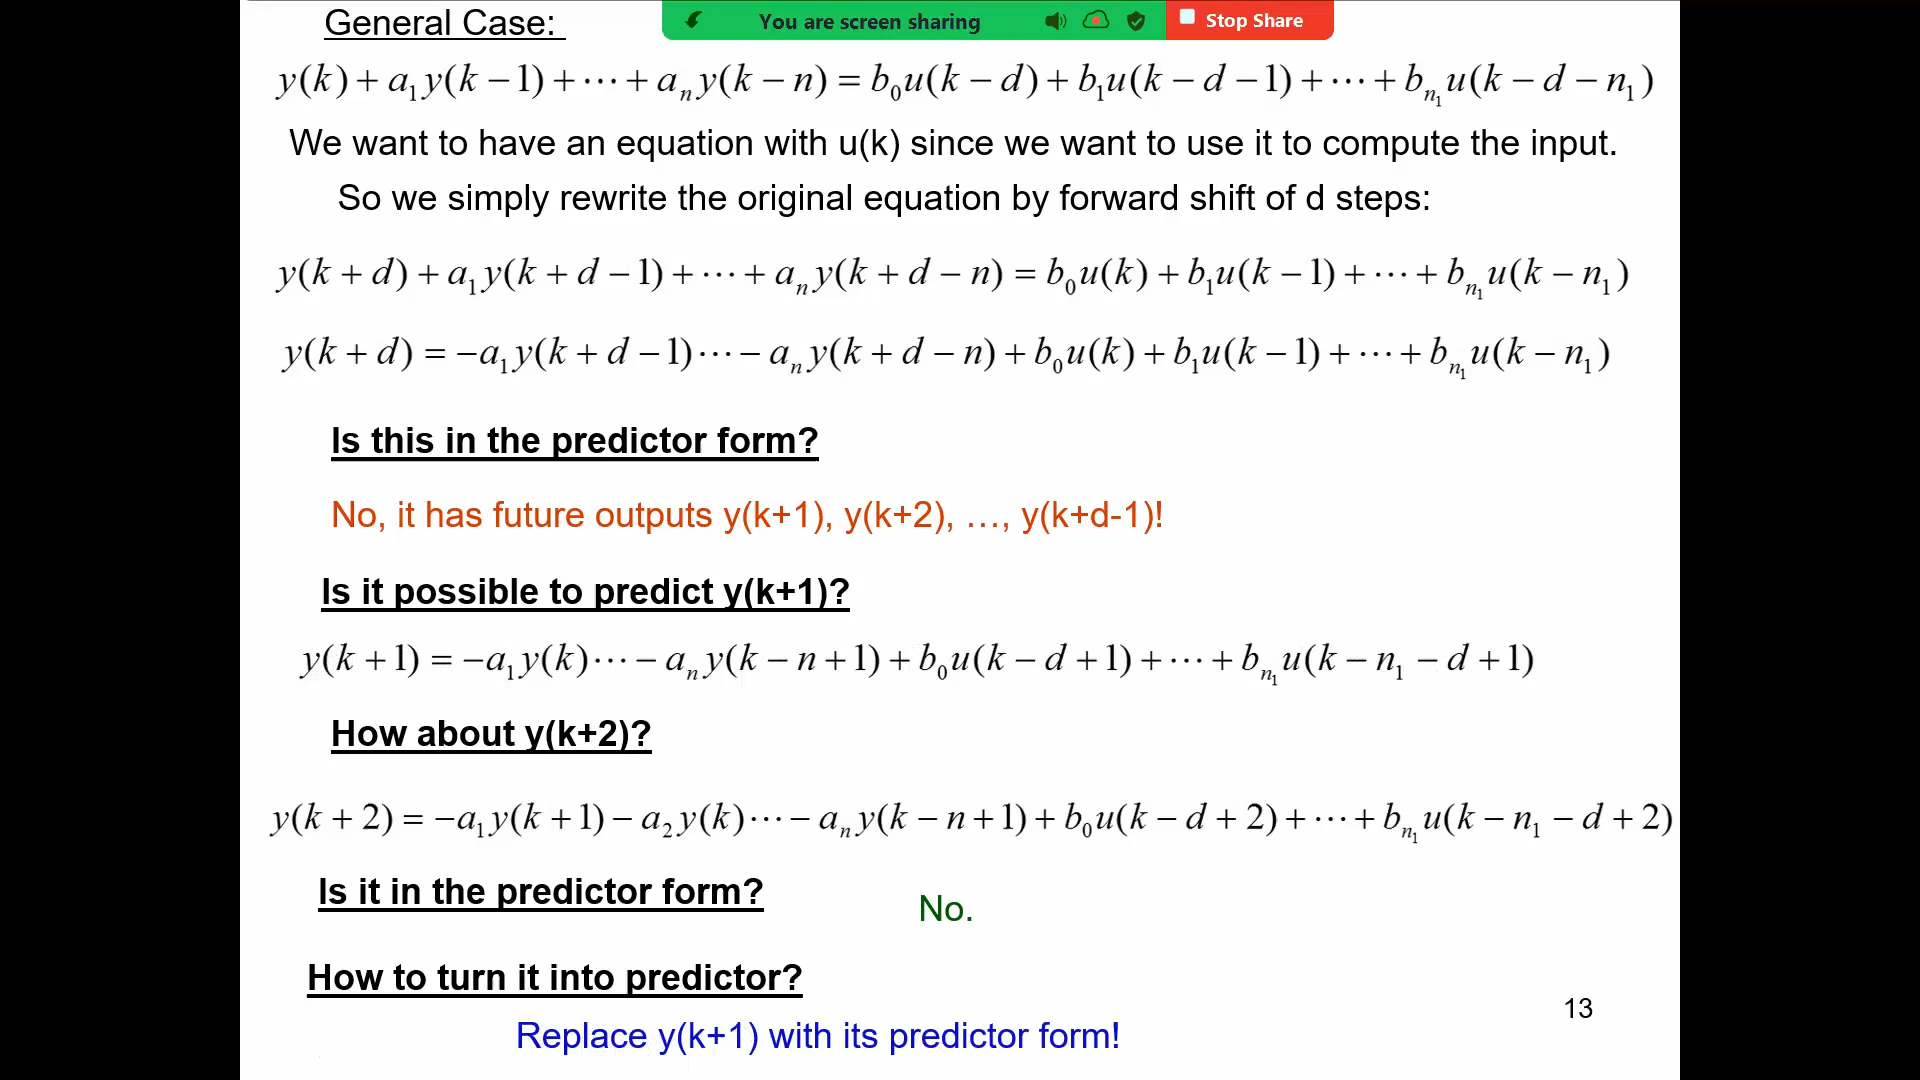 General Case:
You are screen sharing
Stop Share
y(k) + a₁y(k − 1) + ⋯ + aₙy(k − n) = b₀u(k − d) + b₁u(k − d − 1) + ⋯ + bₙ₁u(k − d − n₁)
We want to have an equation with u(k) since we want to use it to compute the input.
So we simply rewrite the original equation by forward shift of d steps:
y(k + d) + a₁y(k + d − 1) + ⋯ + aₙy(k + d − n) = b₀u(k) + b₁u(k − 1) + ⋯ + bₙ₁u(k − n₁)
y(k + d) = −a₁y(k + d − 1)⋯ − aₙy(k + d − n) + b₀u(k) + b₁u(k − 1) + ⋯ + bₙ₁u(k − n₁)
Is this in the predictor form?
No, it has future outputs y(k+1), y(k+2), …, y(k+d-1)!
Is it possible to predict y(k+1)?
y(k + 1) = −a₁y(k)⋯ − aₙy(k − n + 1) + b₀u(k − d + 1) + ⋯ + bₙ₁u(k − n₁ − d + 1)
How about y(k+2)?
y(k + 2) = −a₁y(k + 1) − a₂y(k)⋯ − aₙy(k − n + 1) + b₀u(k − d + 2) + ⋯ + bₙ₁u(k − n₁ − d + 2)
Is it in the predictor form?
No.
How to turn it into predictor?
13
Replace y(k+1) with its predictor form!